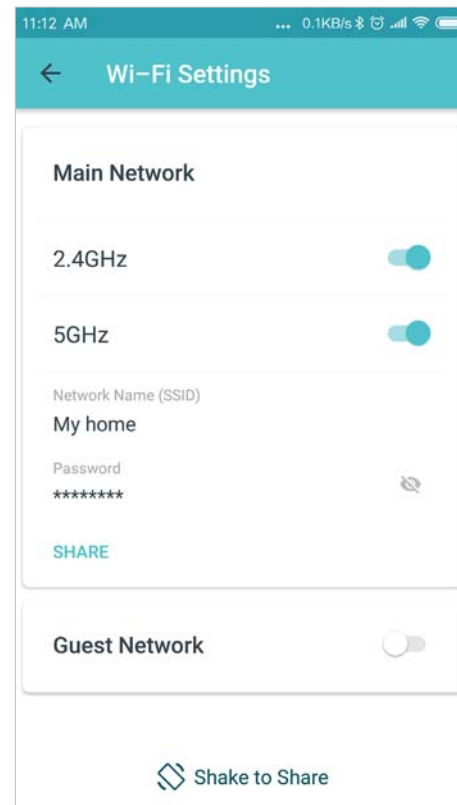 11:12 AM ... 0.1KB/s
Wi-Fi Settings
Main Network
2.4GHz
5GHz
Network Name (SSID)
My home
Password
********
SHARE
Guest Network
Shake to Share